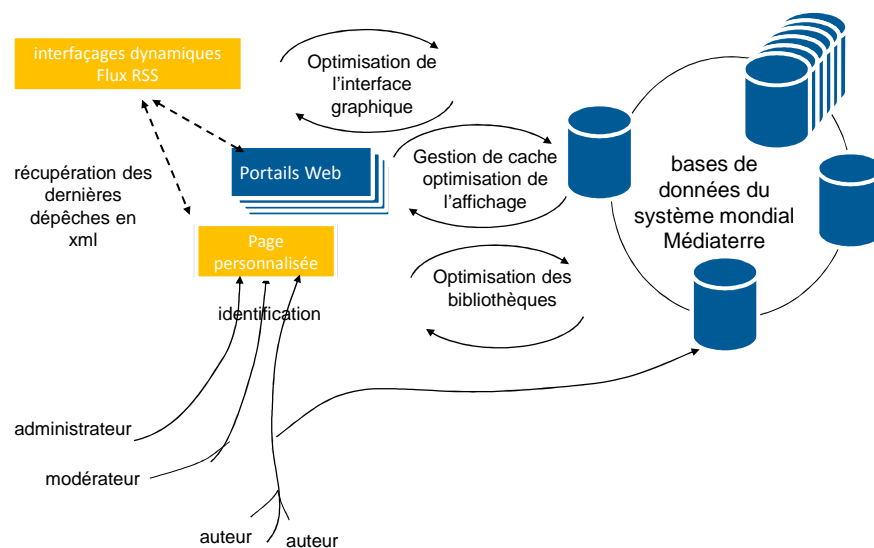 interfaçages dynamiques
Flux RSS
Optimisation de
l'interface
graphique
récupération des
dernières
dépêches en
xml
Portails Web
Gestion de cache
optimisation de
l'affichage
bases de
données du
système mondial
Médiaterre
Page
personnalisée
Optimisation des
bibliothèques
identification
administrateur
modérateur
auteur
auteur